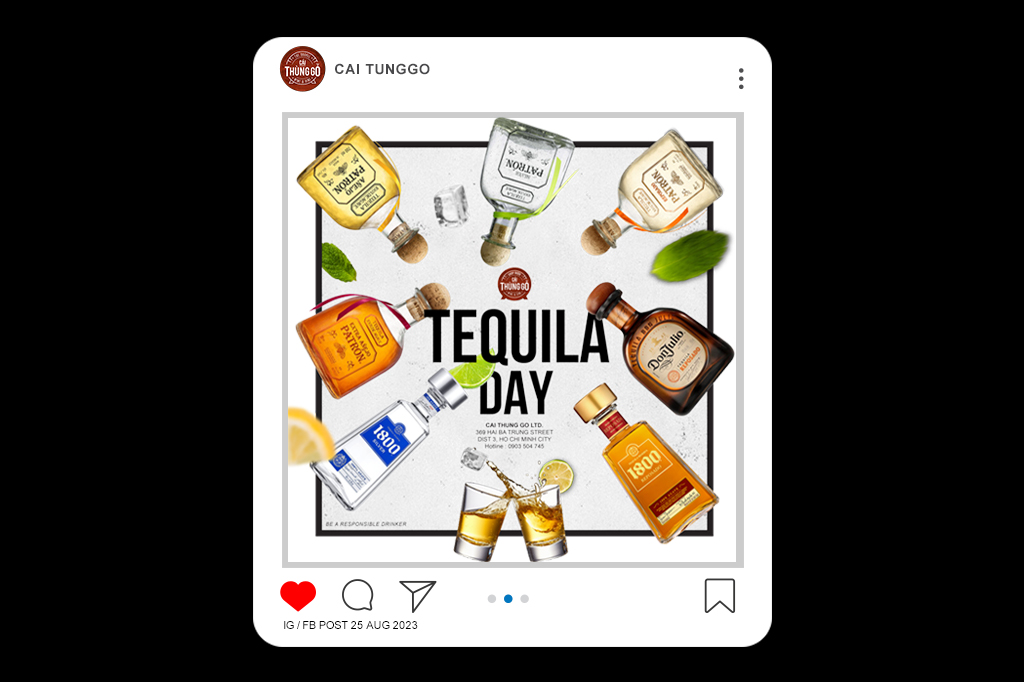 CAI TUNGGO
CÁI
THÙNG GỖ
AÑEJO
PATRÓN
TEQUILA
PATRÓN
SILVER
PATRÓN
CÁI
THÙNG GỖ
EXTRA AÑEJO
PATRÓN
TEQUILA
DAY
Don Julio
REPOSADO
1800
SILVER
1800
CAI THUNG GO LTD.
369 HAI BA TRUNG STREET
DIST 3, HO CHI MINH CITY
Hotline : 0903 504 745
BE A RESPONSIBLE DRINKER
IG / FB POST 25 AUG 2023